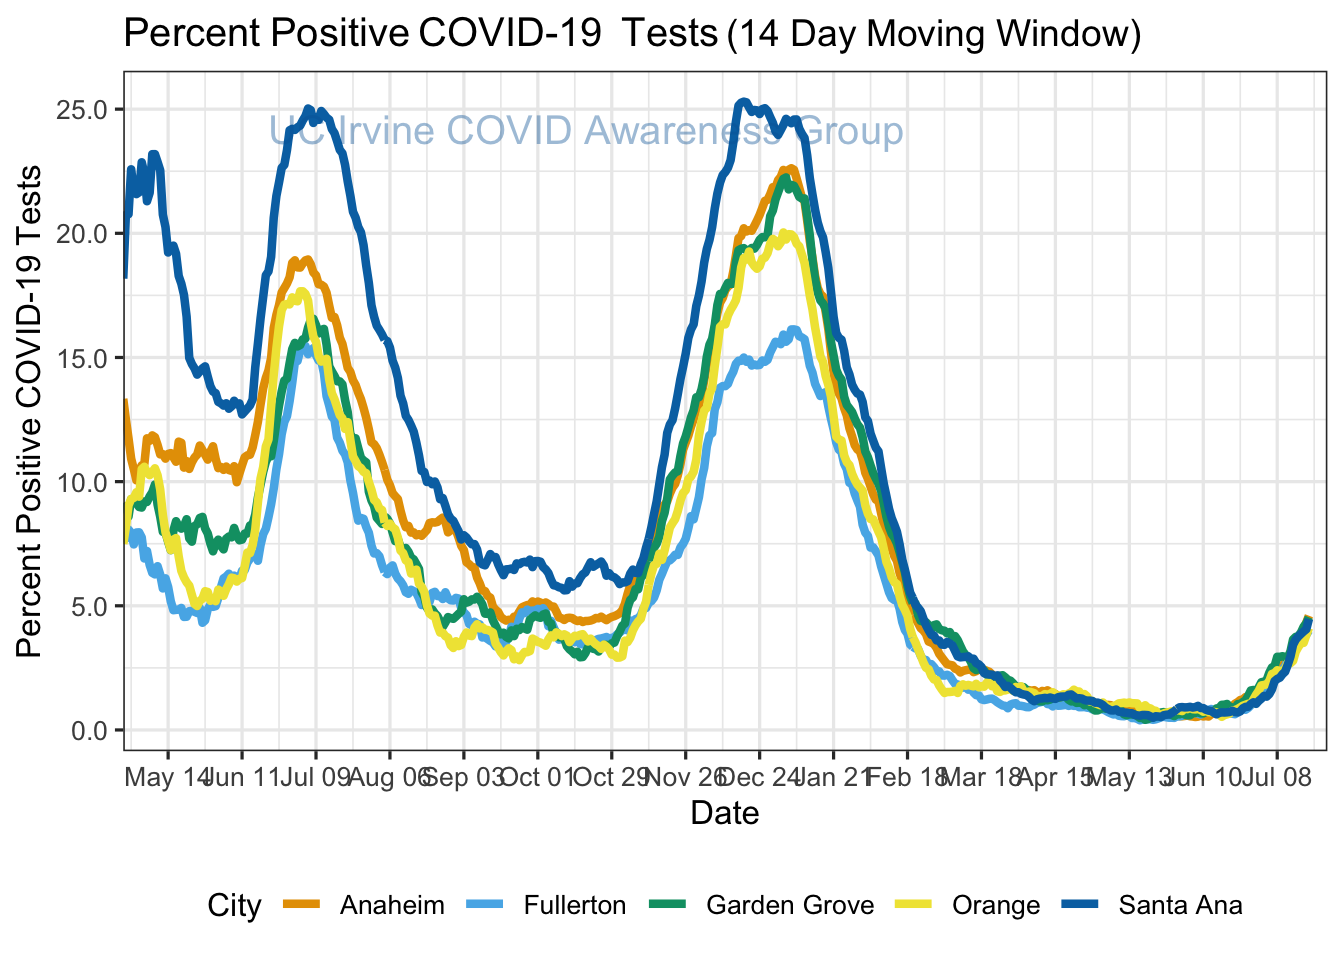 Percent Positive COVID-19 Tests (14 Day Moving Window)
UC Irvine COVID Awareness Group
Percent Positive COVID-19 Tests
25.0
20.0
15.0
10.0
5.0
0.0
May 14 Jun 11 Jul 09 Aug 06 Sep 03 Oct 01 Oct 29 Nov 26 Dec 24 Jan 21 Feb 18 Mar 18 Apr 15 May 13 Jun 10 Jul 08
Date
City Anaheim Fullerton Garden Grove Orange Santa Ana